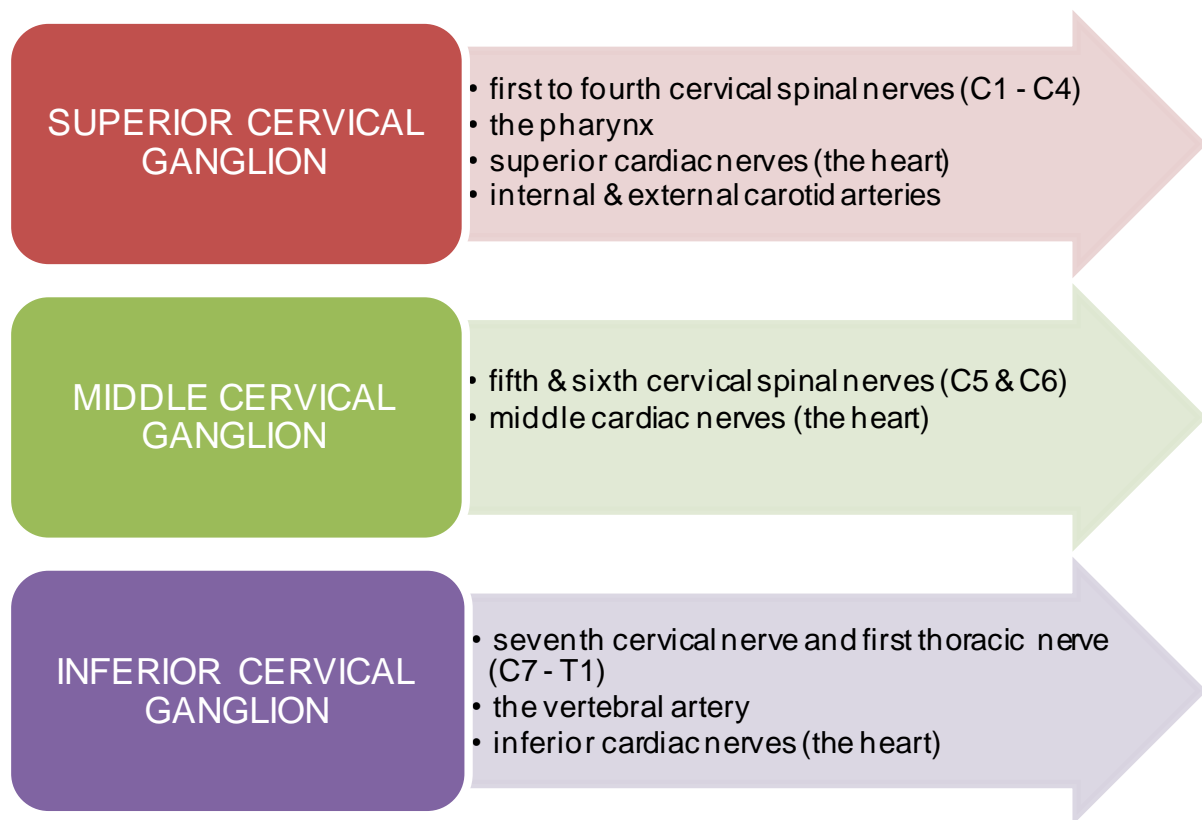 SUPERIOR CERVICAL
GANGLION
• first to fourth cervical spinal nerves (C1 - C4)
• the pharynx
• superior cardiac nerves (the heart)
• internal & external carotid arteries
MIDDLE CERVICAL
GANGLION
• fifth & sixth cervical spinal nerves (C5 & C6)
• middle cardiac nerves (the heart)
INFERIOR CERVICAL
GANGLION
• seventh cervical nerve and first thoracic nerve
(C7 - T1)
• the vertebral artery
• inferior cardiac nerves (the heart)